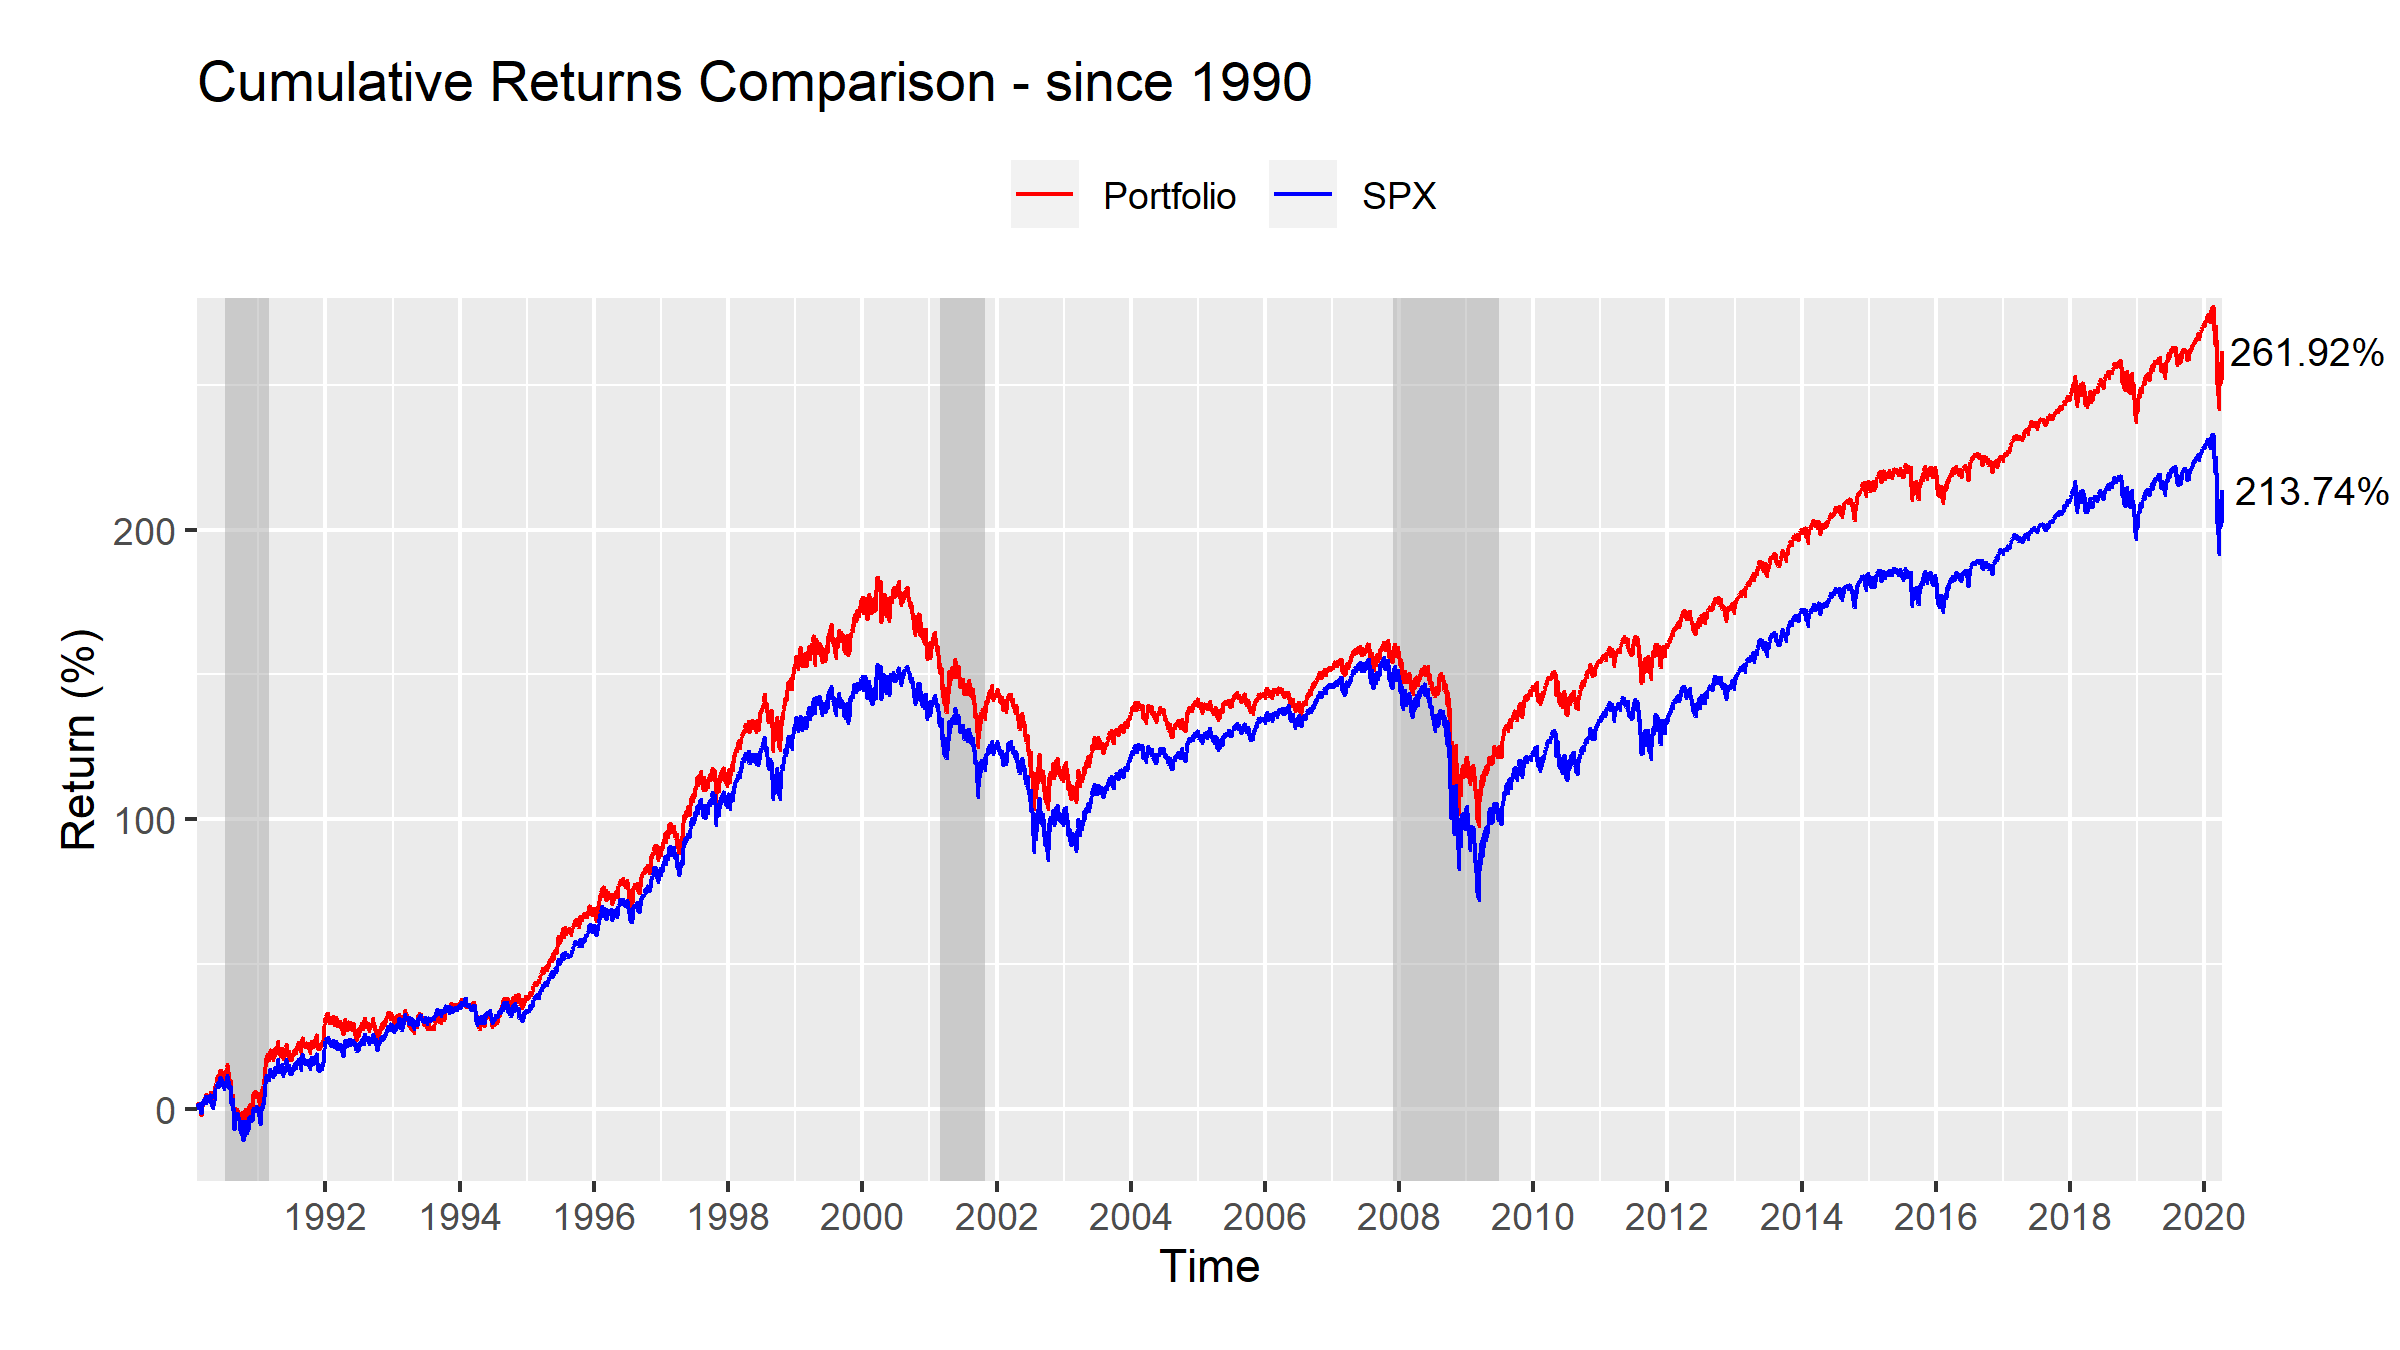 Cumulative Returns Comparison - since 1990
Portfolio SPX
Return (%)
261.92%
213.74%
200
100
0
1992 1994 1996 1998 2000 2002 2004 2006 2008 2010 2012 2014 2016 2018 2020
Time